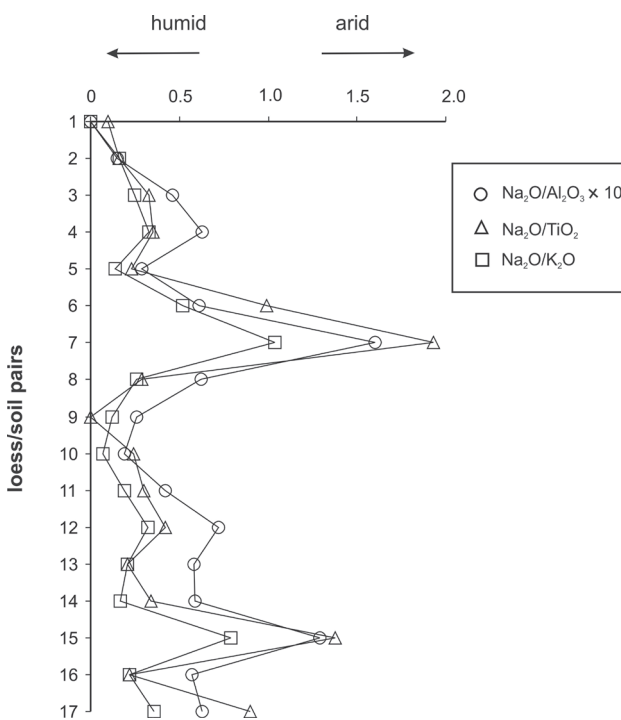 humid arid
0 0.5 1.0 1.5 2.0
1
2
3
4
5
6
7
8
9
10
11
12
13
14
15
16
17
loess/soil pairs
Na₂O/Al₂O₃ × 10
Na₂O/TiO₂
Na₂O/K₂O